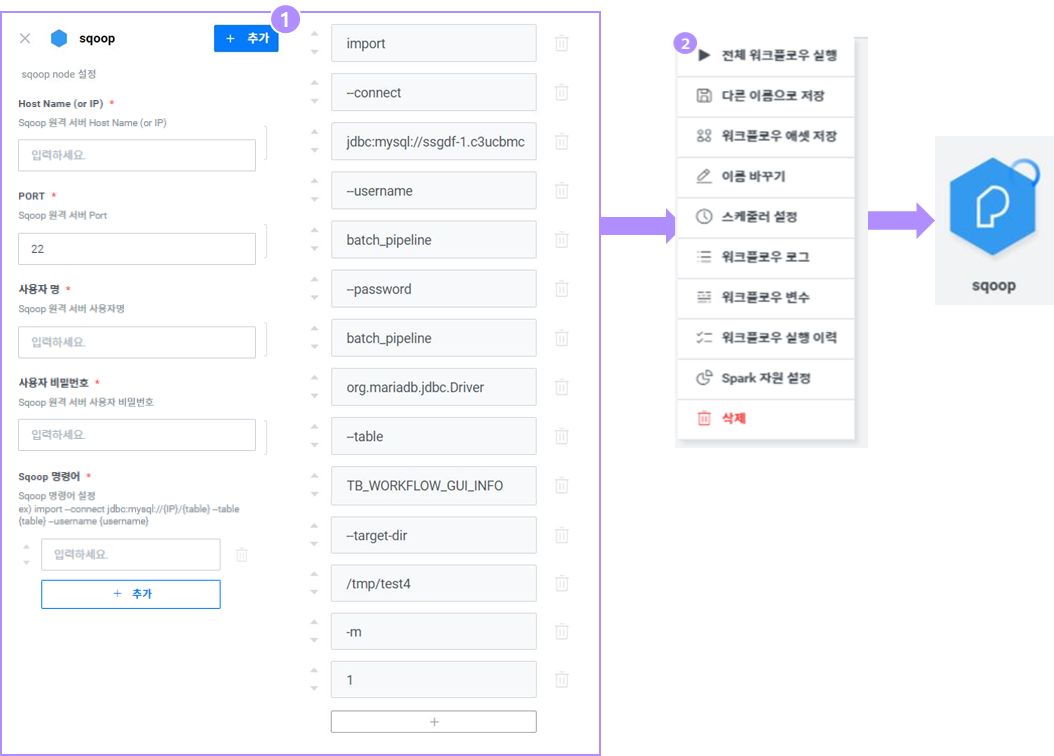 1
sqoop
+ 추가
sqoop node 설정
Host Name (or IP) *
Sqoop 원격 서버 Host Name (or IP)
입력하세요.
PORT *
Sqoop 원격 서버 Port
22
사용자 명 *
Sqoop 원격 서버 사용자명
입력하세요.
사용자 비밀번호 *
Sqoop 원격 서버 사용자 비밀번호
입력하세요.
Sqoop 명령어 *
Sqoop 명령어 설정
ex) import --connect jdbc:mysql://{IP}/{table} --table
{table} --username {username}
입력하세요.
+ 추가
import
--connect
jdbc:mysql://ssgdf-1.c3ucbmc
--username
batch_pipeline
--password
batch_pipeline
org.mariadb.jdbc.Driver
--table
TB_WORKFLOW_GUI_INFO
--target-dir
/tmp/test4
-m
1
+
2
전체 워크플로우 실행
다른 이름으로 저장
워크플로우 애셋 저장
이름 바꾸기
스케줄러 설정
워크플로우 로그
워크플로우 변수
워크플로우 실행 이력
Spark 자원 설정
삭제
sqoop